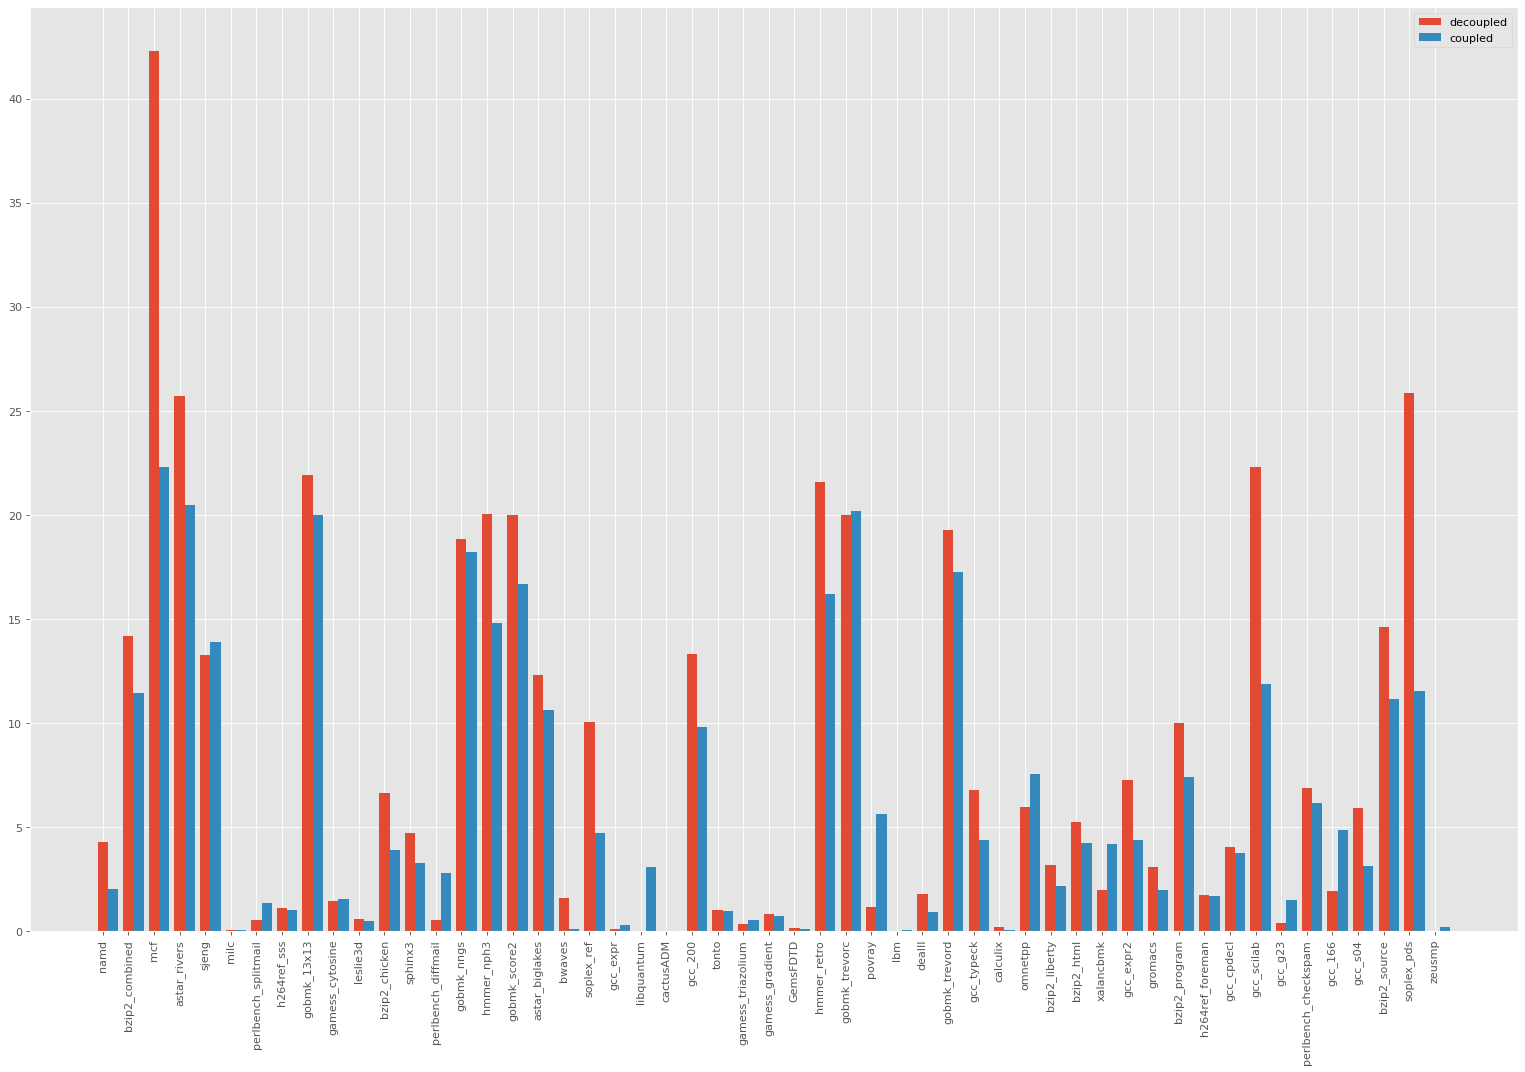 decoupled
coupled
40
35
30
25
20
15
10
5
0
namd
bzip2_combined
mcf
astar_rivers
sjeng
milc
perlbench_splitmail
h264ref_sss
gobmk_13x13
gamess_cytosine
leslie3d
bzip2_chicken
sphinx3
perlbench_diffmail
gobmk_nngs
hmmer_nph3
gobmk_score2
astar_biglakes
bwaves
soplex_ref
gcc_expr
libquantum
cactusADM
gcc_200
tonto
gamess_triazolium
gamess_gradient
GemsFDTD
hmmer_retro
gobmk_trevorc
povray
lbm
dealII
gobmk_trevord
gcc_typeck
calculix
omnetpp
bzip2_liberty
bzip2_html
xalancbmk
gcc_expr2
gromacs
bzip2_program
h264ref_foreman
gcc_cpdecl
gcc_scilab
gcc_g23
perlbench_checkspam
gcc_166
gcc_s04
bzip2_source
soplex_pds
zeusmp